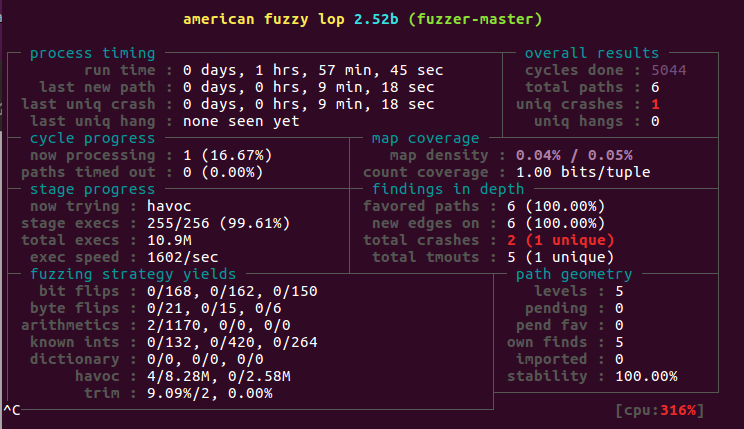 american fuzzy lop 2.52b (fuzzer-master)
process timing overall results
run time : 0 days, 1 hrs, 57 min, 45 sec cycles done : 5044
last new path : 0 days, 0 hrs, 9 min, 18 sec total paths : 6
last uniq crash : 0 days, 0 hrs, 9 min, 18 sec uniq crashes : 1
last uniq hang : none seen yet uniq hangs : 0
cycle progress map coverage
now processing : 1 (16.67%) map density : 0.04% / 0.05%
paths timed out : 0 (0.00%) count coverage : 1.00 bits/tuple
stage progress findings in depth
now trying : havoc favored paths : 6 (100.00%)
stage execs : 255/256 (99.61%) new edges on : 6 (100.00%)
total execs : 10.9M total crashes : 2 (1 unique)
exec speed : 1602/sec total tmouts : 5 (1 unique)
fuzzing strategy yields path geometry
bit flips : 0/168, 0/162, 0/150 levels : 5
byte flips : 0/21, 0/15, 0/6 pending : 0
arithmetics : 2/1170, 0/0, 0/0 pend fav : 0
known ints : 0/132, 0/420, 0/264 own finds : 5
dictionary : 0/0, 0/0, 0/0 imported : 0
havoc : 4/8.28M, 0/2.58M stability : 100.00%
trim : 9.09%/2, 0.00%
^C [cpu:316%]